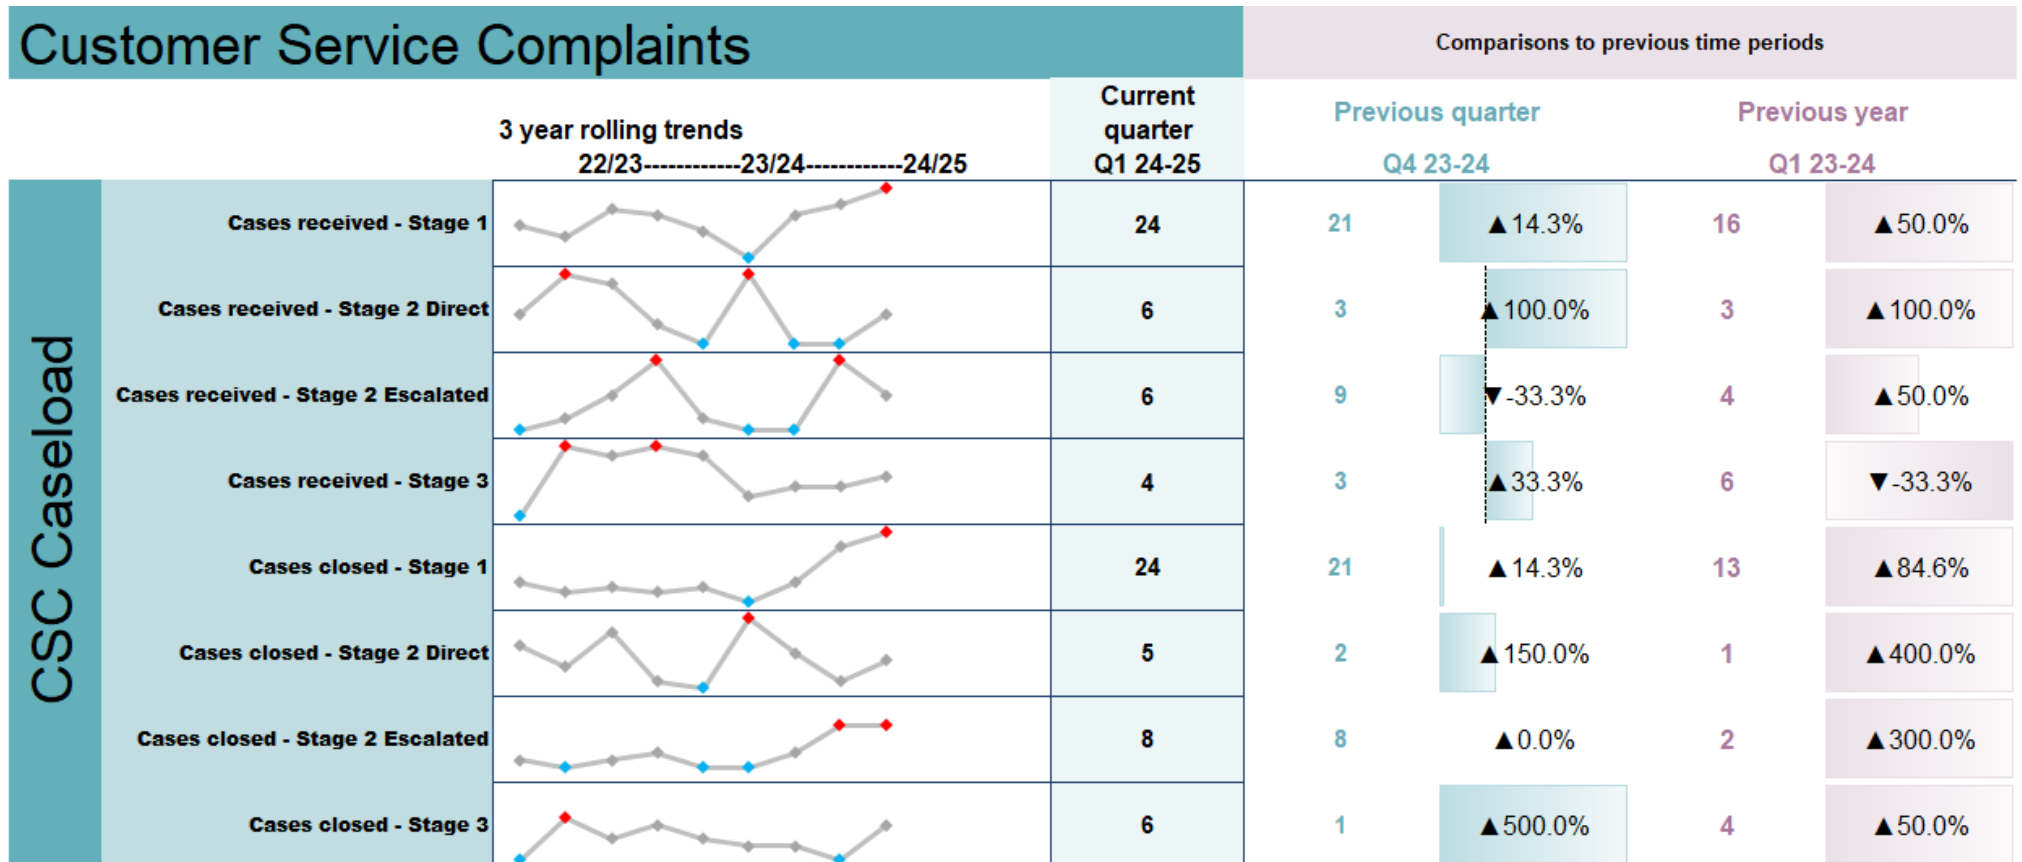 Customer Service Complaints
Comparisons to previous time periods
3 year rolling trends
22/23------------23/24------------24/25
Current
quarter
Q1 24-25
Previous quarter
Q4 23-24
Previous year
Q1 23-24
CSC Caseload
Cases received - Stage 1 24 21 ▲14.3% 16 ▲50.0%
Cases received - Stage 2 Direct 6 3 ▲100.0% 3 ▲100.0%
Cases received - Stage 2 Escalated 6 9 ▼-33.3% 4 ▲50.0%
Cases received - Stage 3 4 3 ▲33.3% 6 ▼-33.3%
Cases closed - Stage 1 24 21 ▲14.3% 13 ▲84.6%
Cases closed - Stage 2 Direct 5 2 ▲150.0% 1 ▲400.0%
Cases closed - Stage 2 Escalated 8 8 ▲0.0% 2 ▲300.0%
Cases closed - Stage 3 6 1 ▲500.0% 4 ▲50.0%